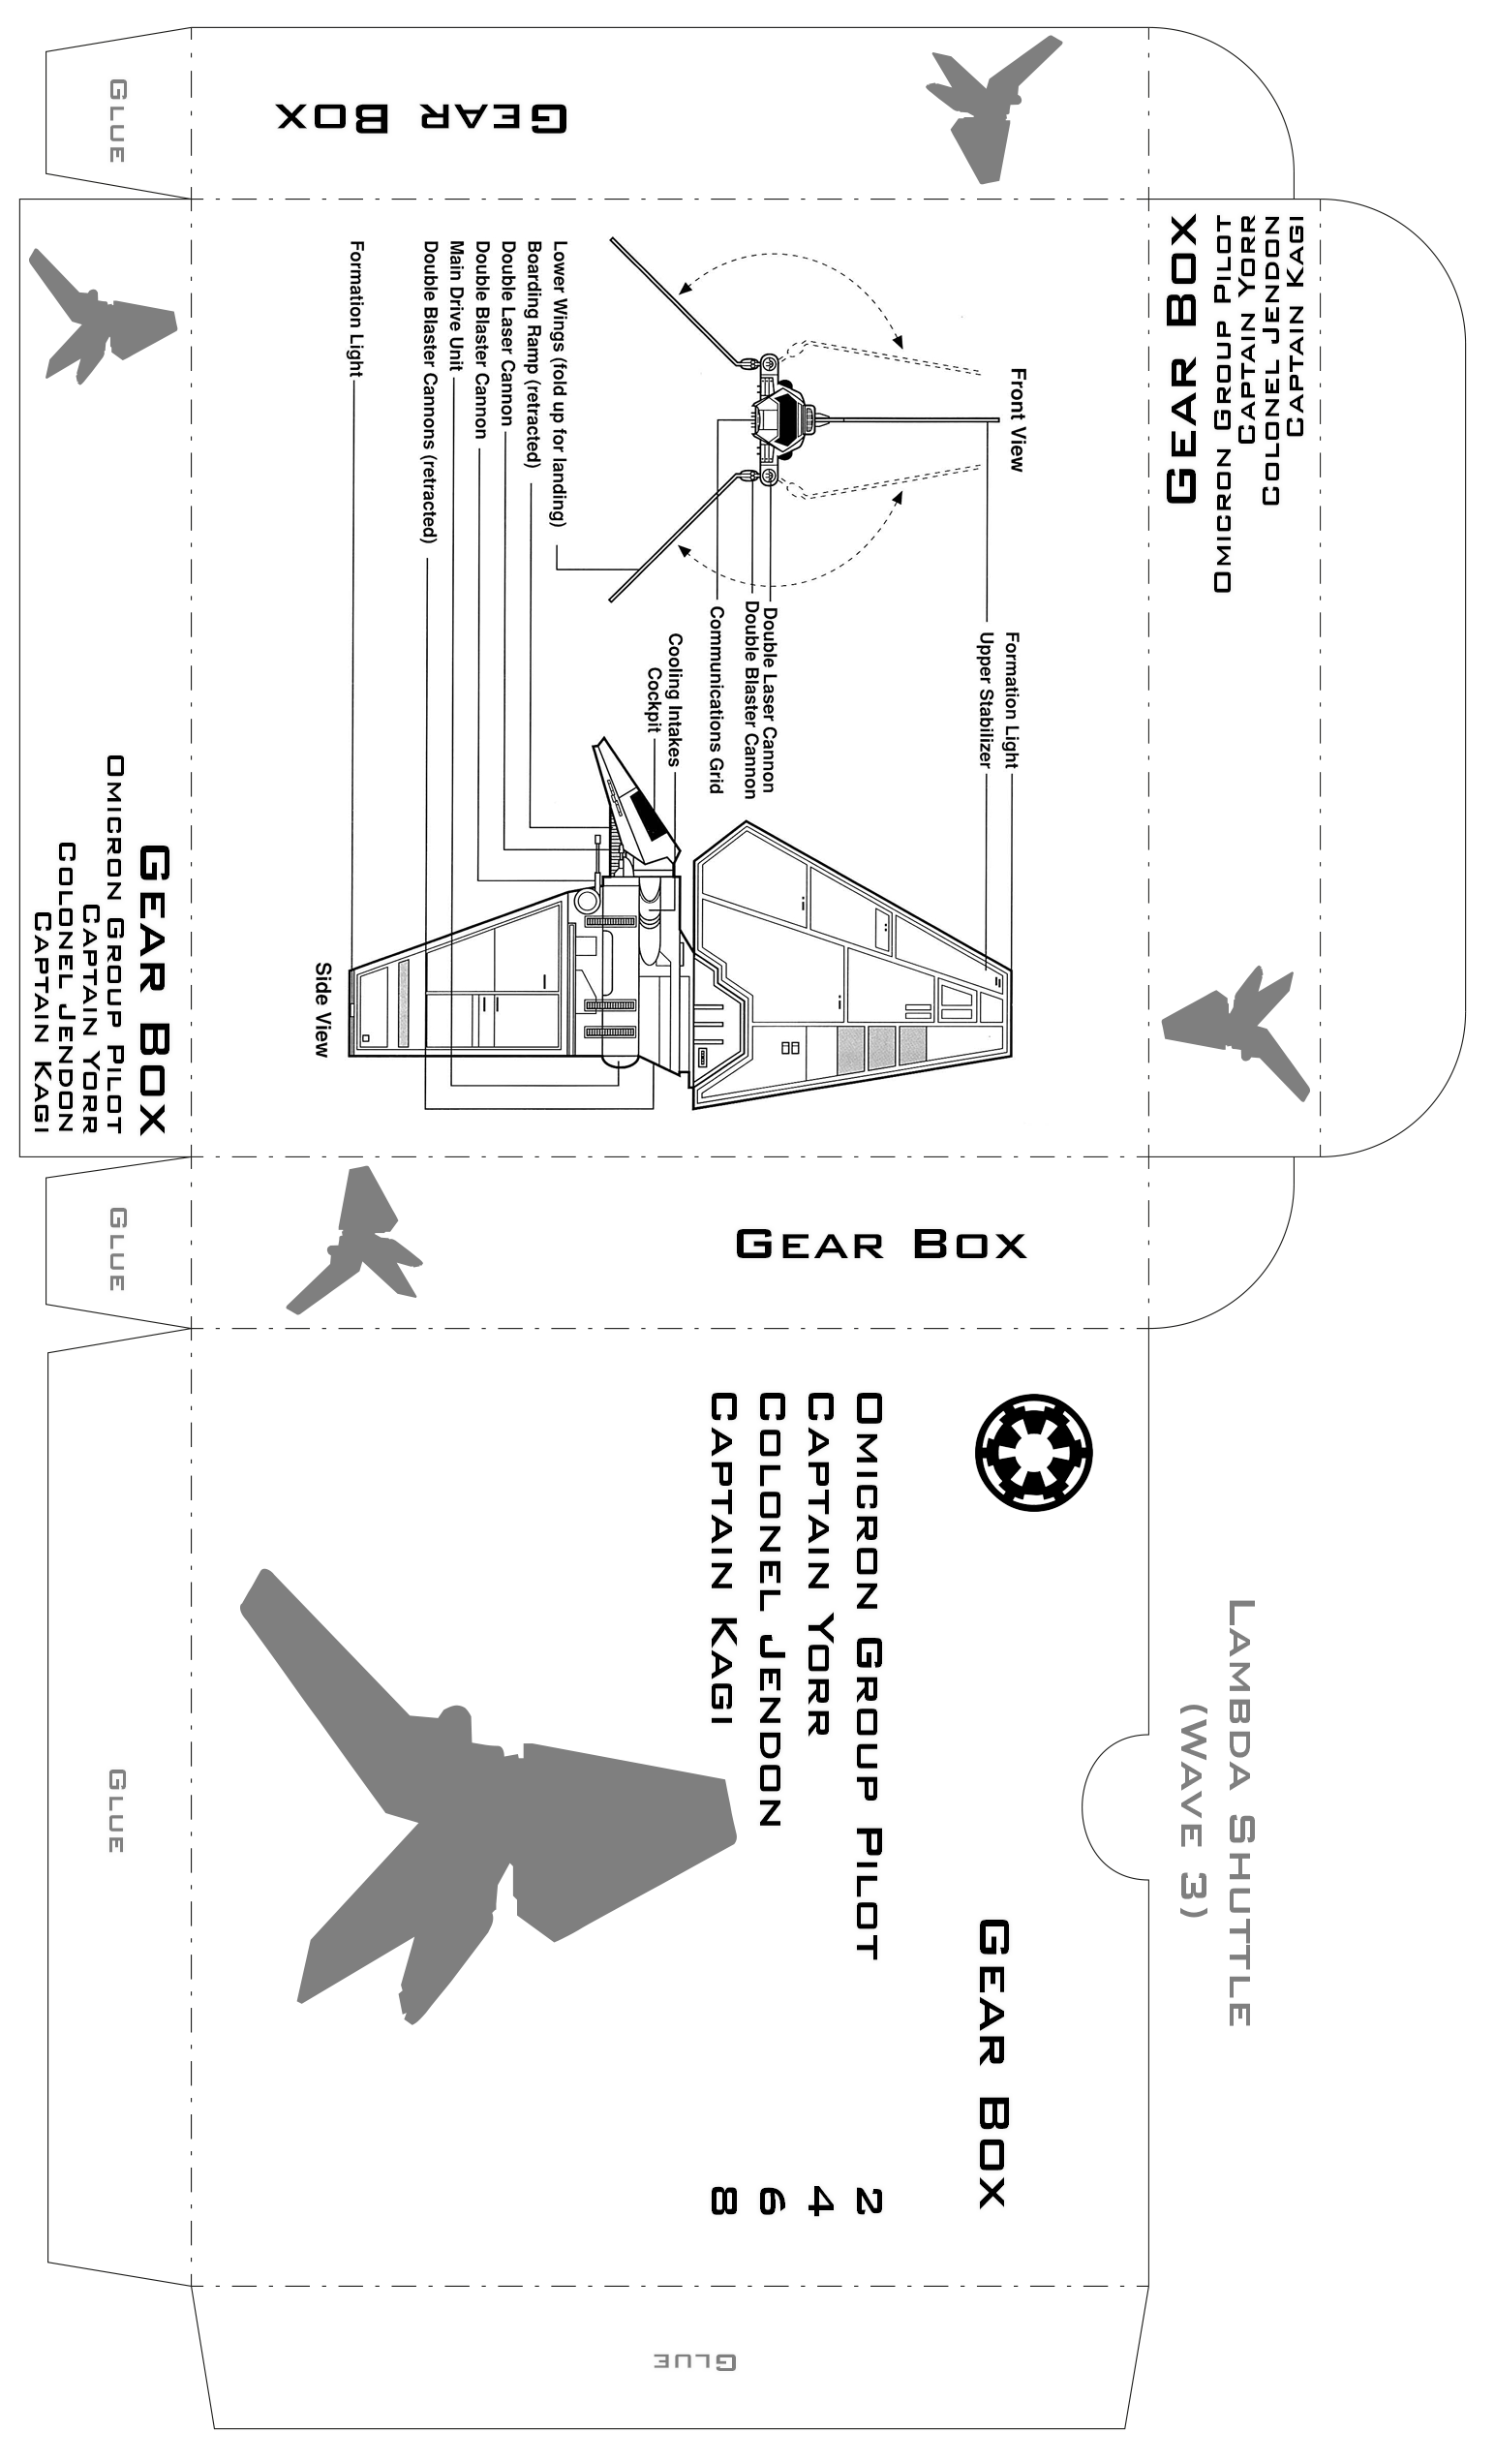 Glue
Gear Box
Gear Box
Omicron Group Pilot
Captain Yorr
Colonel Jendon
Captain Kagi
Front View
Formation Light
Upper Stabilizer
Double Laser Cannon
Double Blaster Cannon
Communications Grid
Cooling Intakes
Cockpit
Lower Wings (fold up for landing)
Boarding Ramp (retracted)
Double Laser Cannon
Double Blaster Cannon
Main Drive Unit
Double Blaster Cannons (retracted)
Formation Light
Side View
Gear Box
Omicron Group Pilot
Captain Yorr
Colonel Jendon
Captain Kagi
Glue
Gear Box
Lambda Shuttle
(Wave 3)
Gear Box
Omicron Group Pilot 2
Captain Yorr 4
Colonel Jendon 6
Captain Kagi 8
Glue
Glue